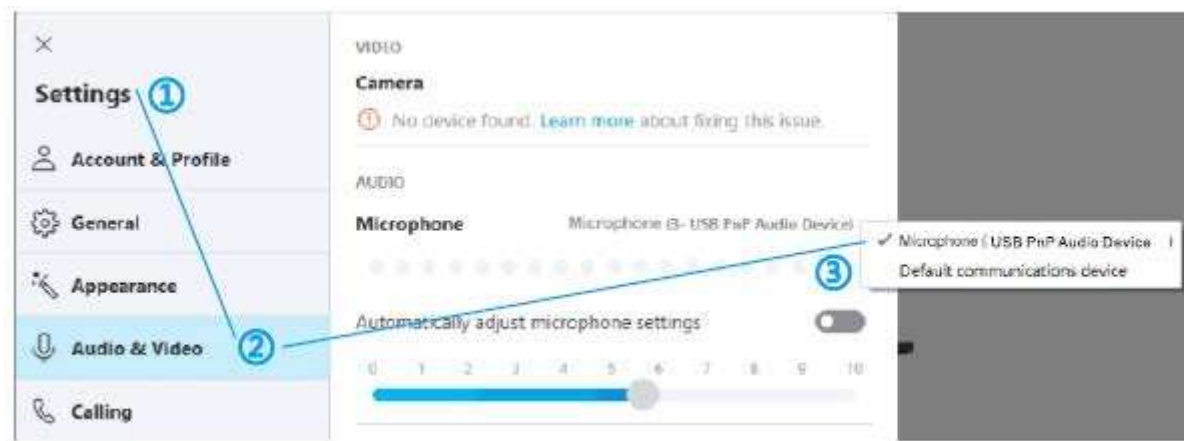 Settings ①
Account & Profile
General
Appearance
Audio & Video ②
Calling
VIDEO
Camera
No device found. Learn more about fixing this issue.
AUDIO
Microphone Microphone (3- USB PnP Audio Device)
③
✓ Microphone ( USB PnP Audio Device )
Default communications device
Automatically adjust microphone settings
0 1 2 3 4 5 6 7 8 9 10